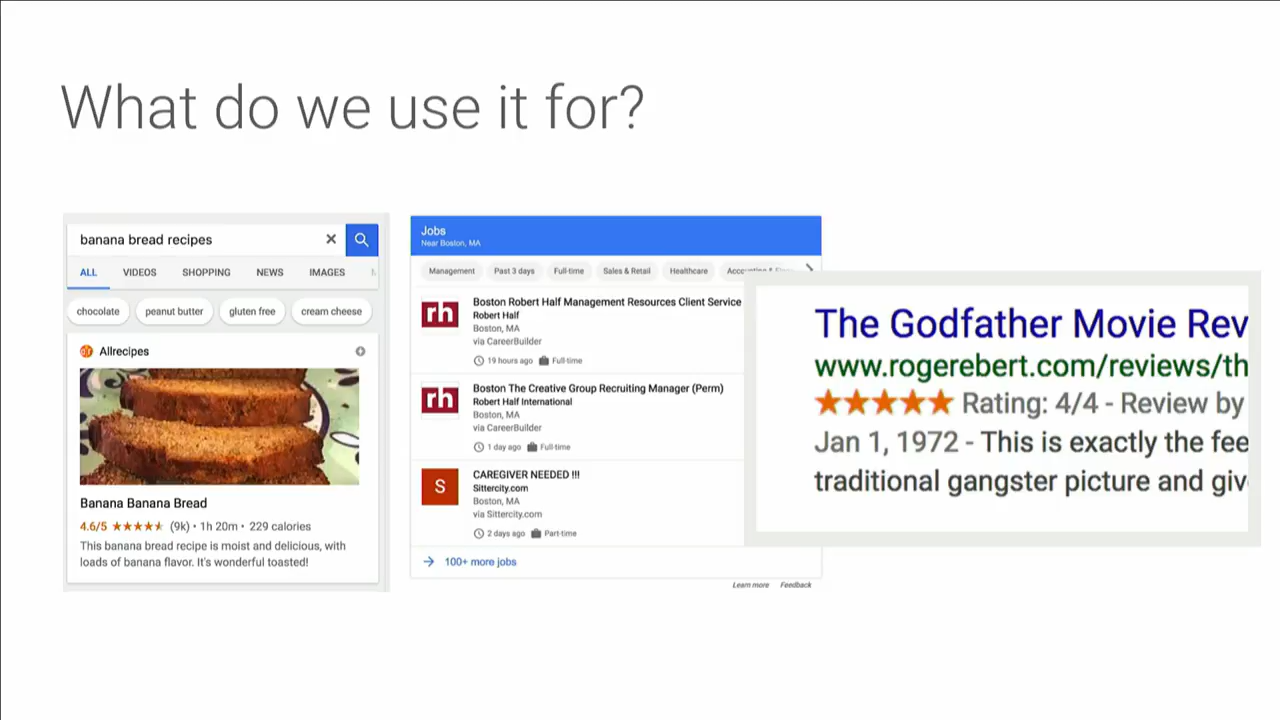 What do we use it for?
banana bread recipes
ALL VIDEOS SHOPPING NEWS IMAGES
chocolate peanut butter gluten free cream cheese
Allrecipes
Banana Banana Bread
4.6/5 (9k) • 1h 20m • 229 calories
This banana bread recipe is moist and delicious, with
loads of banana flavor. It's wonderful toasted!
Jobs
Near Boston, MA
Management Past 3 days Full-time Sales & Retail Healthcare
rh
Boston Robert Half Management Resources Client Service
Robert Half
Boston, MA
via CareerBuilder
19 hours ago Full-time
rh
Boston The Creative Group Recruiting Manager (Perm)
Robert Half International
Boston, MA
via CareerBuilder
1 day ago Full-time
S
CAREGIVER NEEDED !!!
Sittercity.com
Boston, MA
via Sittercity.com
2 days ago Part-time
100+ more jobs
Learn more Feedback
The Godfather Movie Rev
www.rogerebert.com/reviews/th
Rating: 4/4 - Review by
Jan 1, 1972 - This is exactly the fee
traditional gangster picture and giv